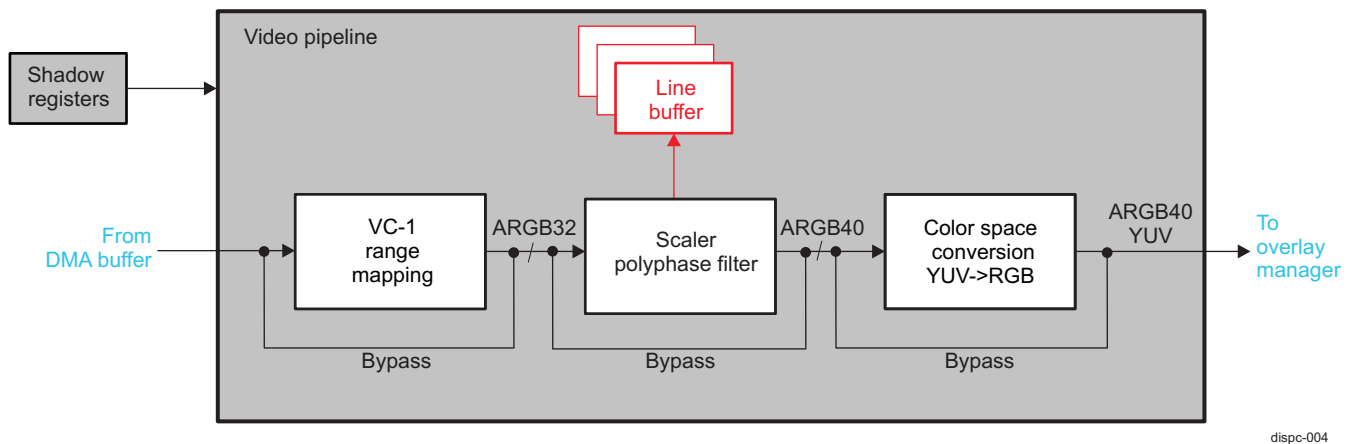 Video pipeline
Shadow
registers
Line
buffer
From
DMA buffer
VC-1
range
mapping
ARGB32
Scaler
polyphase filter
ARGB40
Color space
conversion
YUV->RGB
ARGB40
YUV
To
overlay
manager
Bypass
Bypass
Bypass
dispc-004